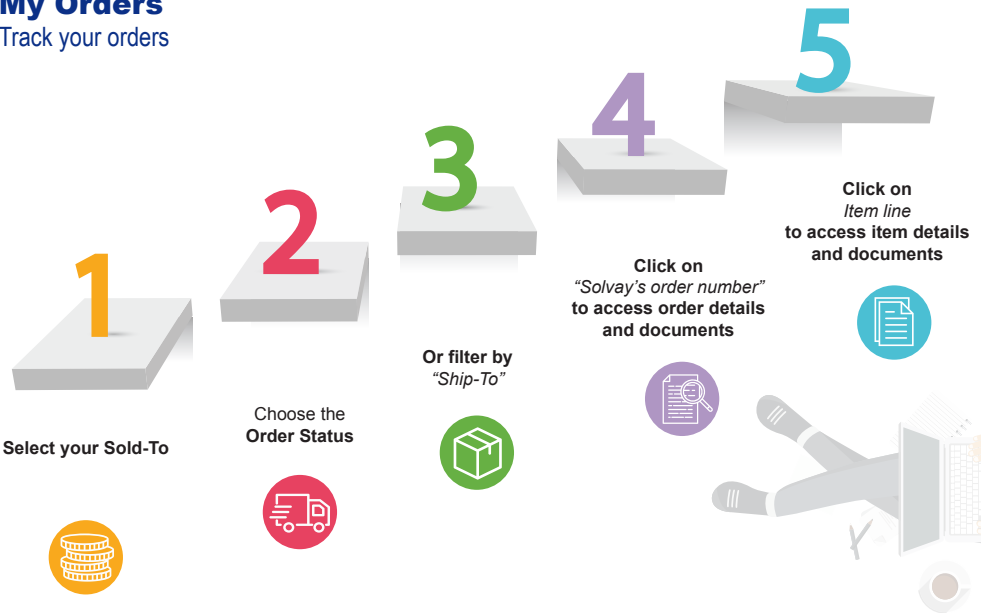 My Orders
Track your orders
1
Select your Sold-To
2
Choose the
Order Status
3
Or filter by
“Ship-To”
4
Click on
“Solvay’s order number”
to access order details
and documents
5
Click on
Item line
to access item details
and documents